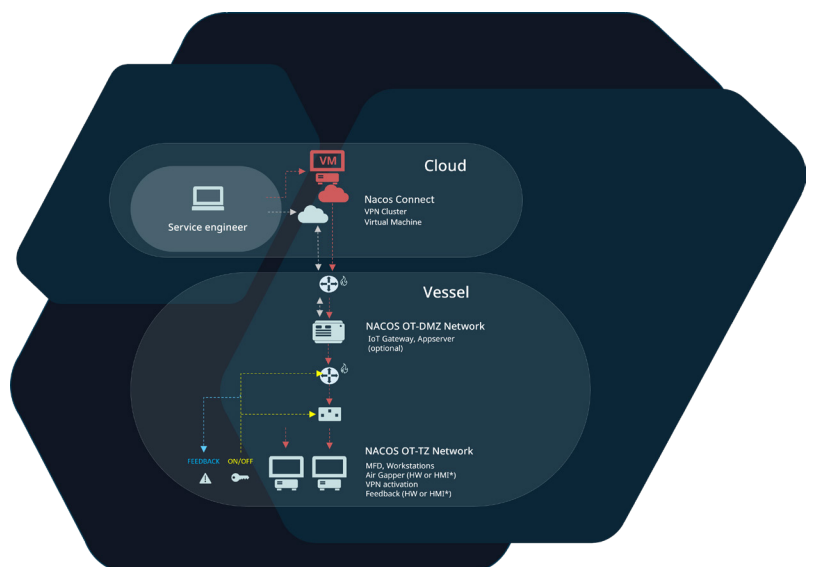 VM
Cloud
Service engineer
Nacos Connect
VPN Cluster
Virtual Machine
Vessel
NACOS OT-DMZ Network
IoT Gateway, Appserver
(optional)
FEEDBACK
ON/OFF
NACOS OT-TZ Network
MFD, Workstations
Air Gapper (HW or HMI*)
VPN activation
Feedback (HW or HMI*)